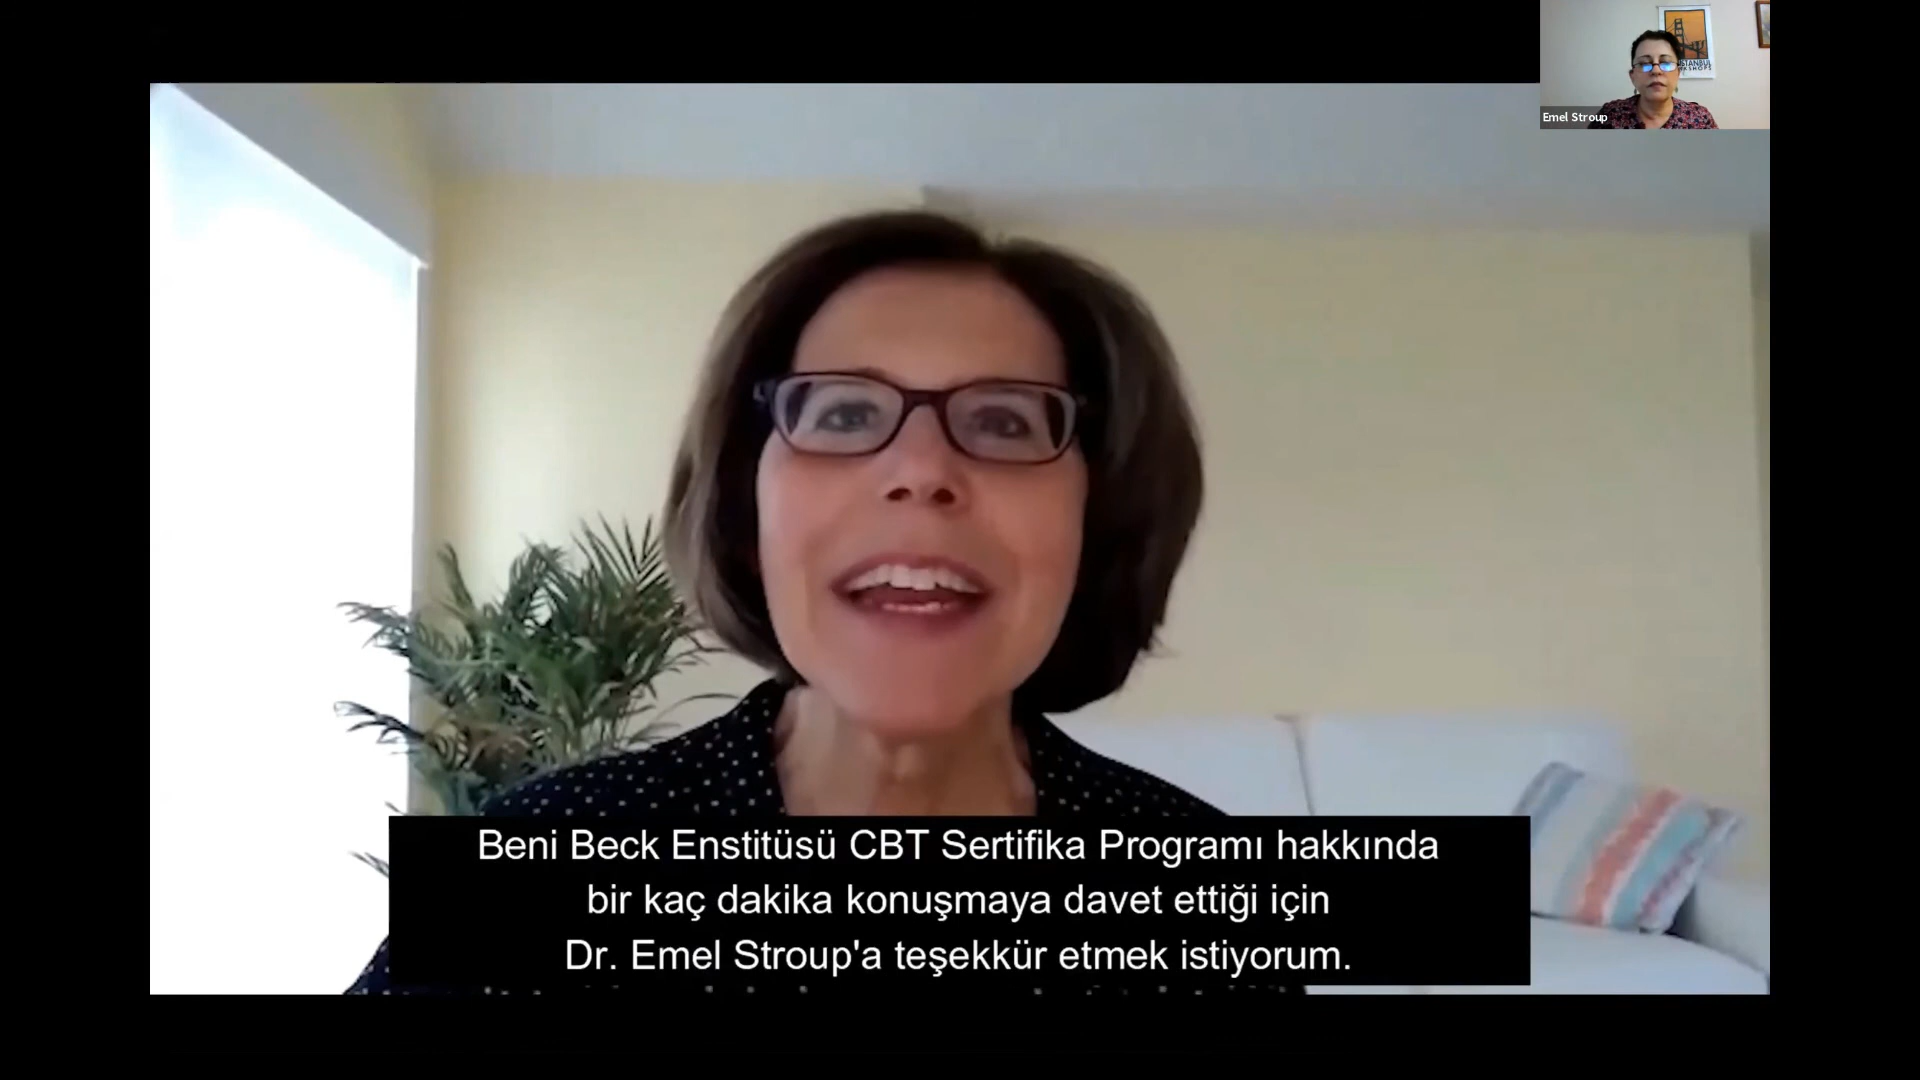 Emel Stroup
Beni Beck Enstitüsü CBT Sertifika Programı hakkında
bir kaç dakika konuşmaya davet ettiği için
Dr. Emel Stroup'a teşekkür etmek istiyorum.